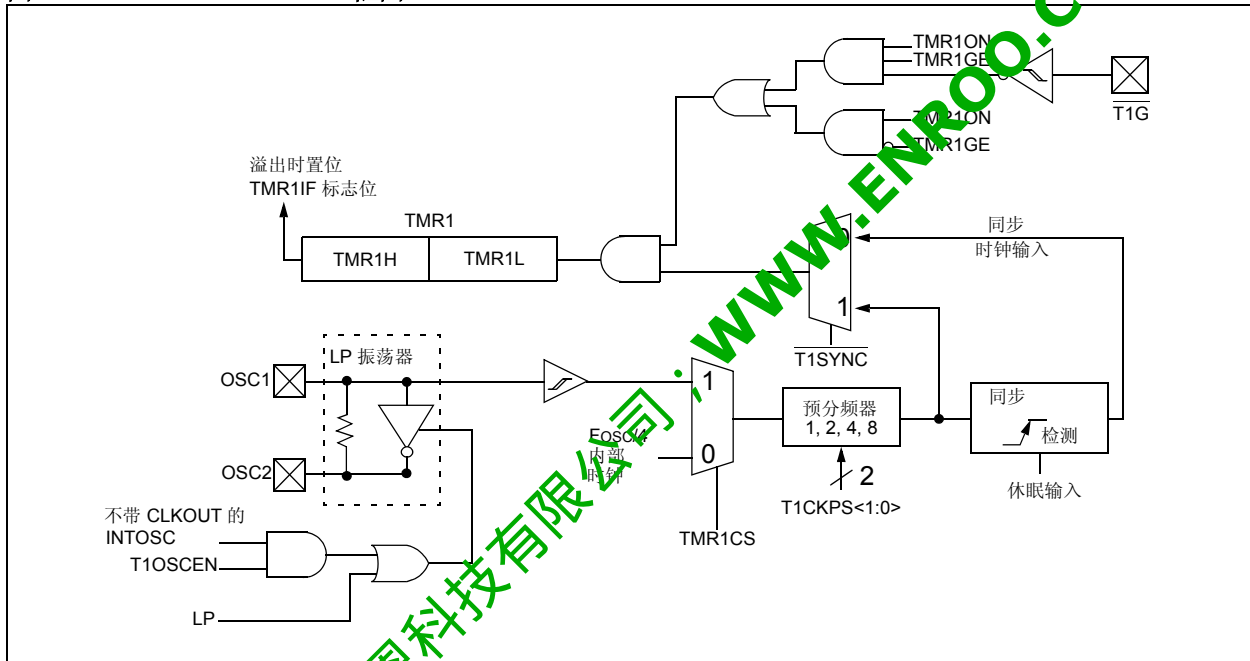 TMR1ON
TMR1GE
T1G
TMR1ON
TMR1GE
溢出时置位
TMR1IF 标志位
TMR1
TMR1H
TMR1L
0
同步
时钟输入
1
T1SYNC
LP 振荡器
OSC1
OSC2
1
FOSC/4
内部
时钟
0
TMR1CS
预分频器
1, 2, 4, 8
2
T1CKPS<1:0>
同步
检测
休眠输入
不带 CLKOUT 的
INTOSC
T1OSCEN
LP
科技有限公司：WWW.ENROO.C